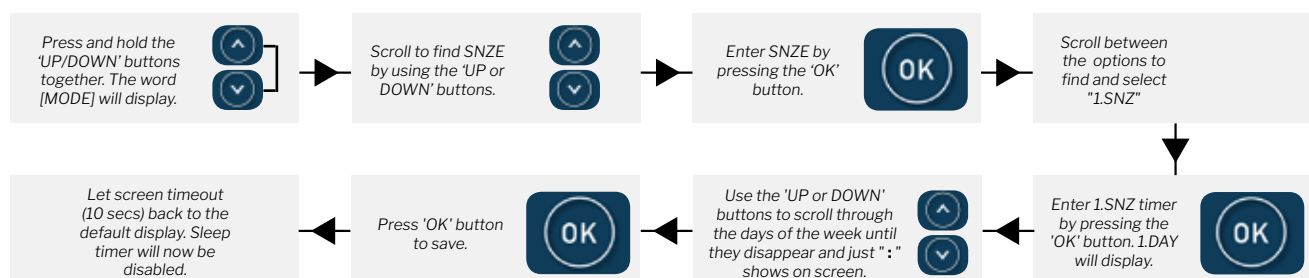 Press and hold the
‘UP/DOWN’ buttons
together. The word
[MODE] will display.
Scroll to find SNZE
by using the ‘UP or
DOWN’ buttons.
Enter SNZE by
pressing the ‘OK’
button.
OK
Scroll between
the options to
find and select
"1.SNZ"
Enter 1.SNZ timer
by pressing the
'OK' button. 1.DAY
will display.
OK
Use the 'UP or DOWN'
buttons to scroll through
the days of the week until
they disappear and just ":"
shows on screen.
Press 'OK' button
to save.
OK
Let screen timeout
(10 secs) back to the
default display. Sleep
timer will now be
disabled.